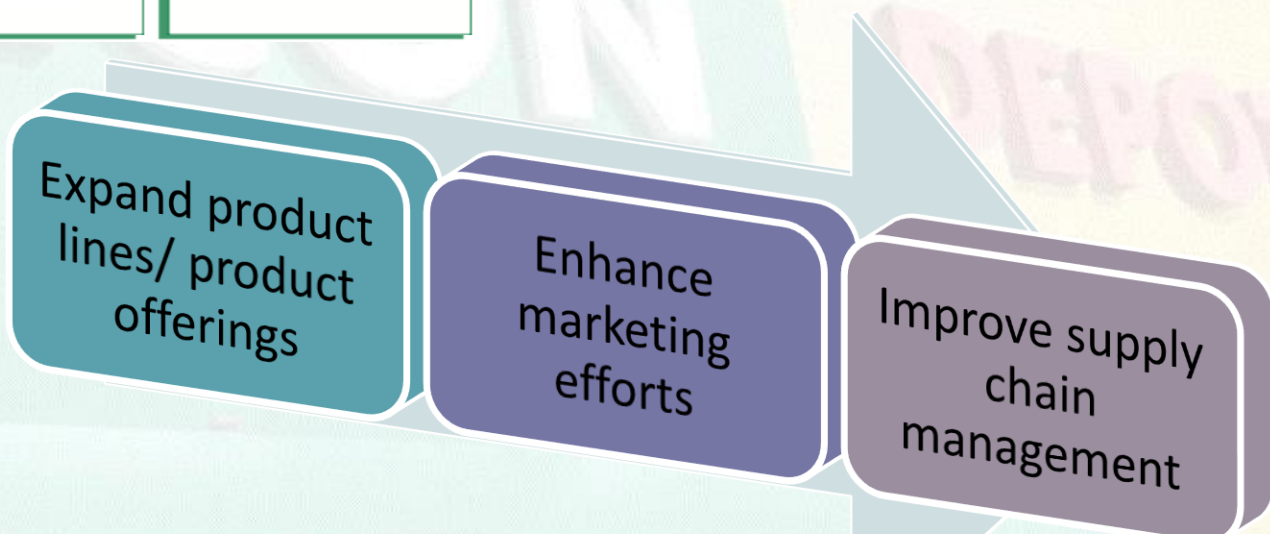 Expand product
lines/ product
offerings
Enhance
marketing
efforts
Improve supply
chain
management